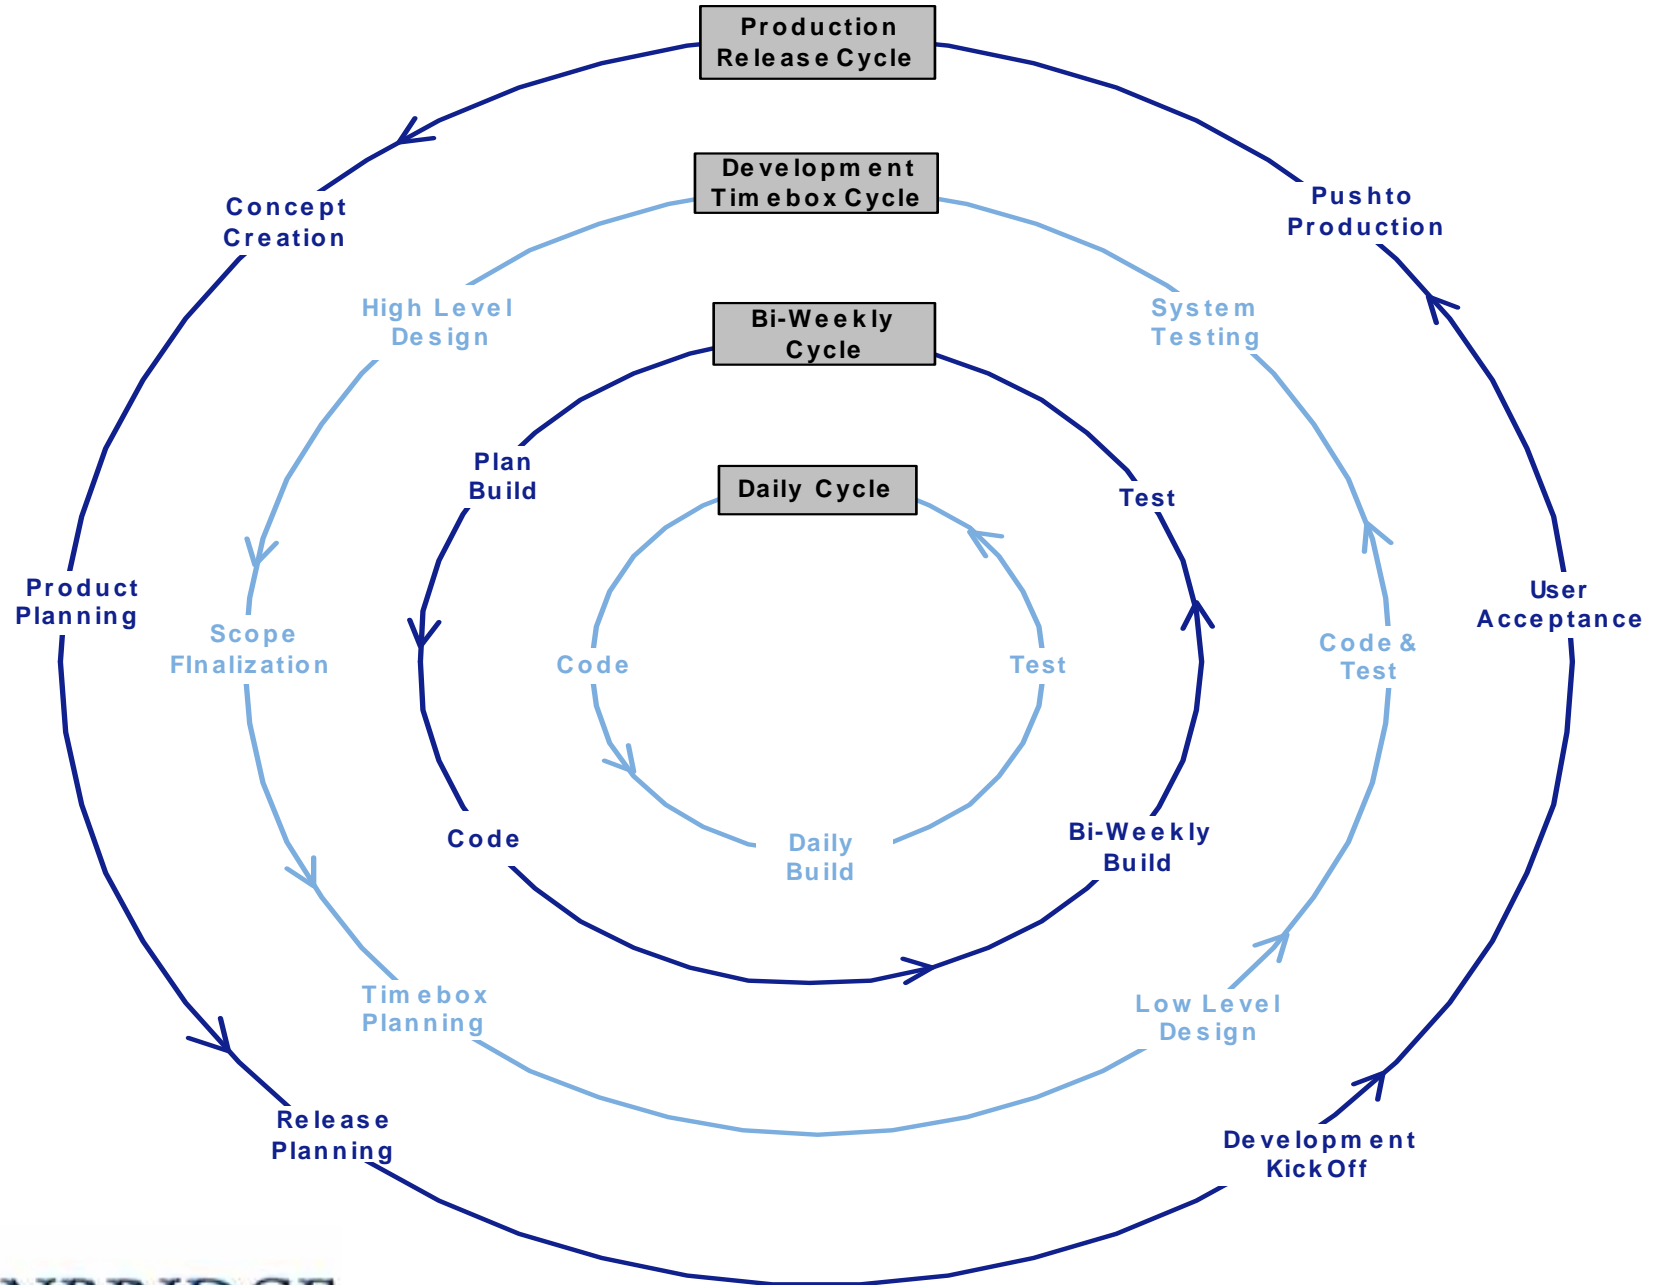 Production
Release Cycle
Development
Timebox Cycle
Concept
Creation
Push to
Production
High Level
Design
System
Testing
Bi-Weekly
Cycle
Plan
Build
Daily Cycle
Test
Product
Planning
User
Acceptance
Scope
FInalization
Code
Test
Code &
Test
Code
Daily
Build
Bi-Weekly
Build
Timebox
Planning
Low Level
Design
Release
Planning
Development
Kick Off